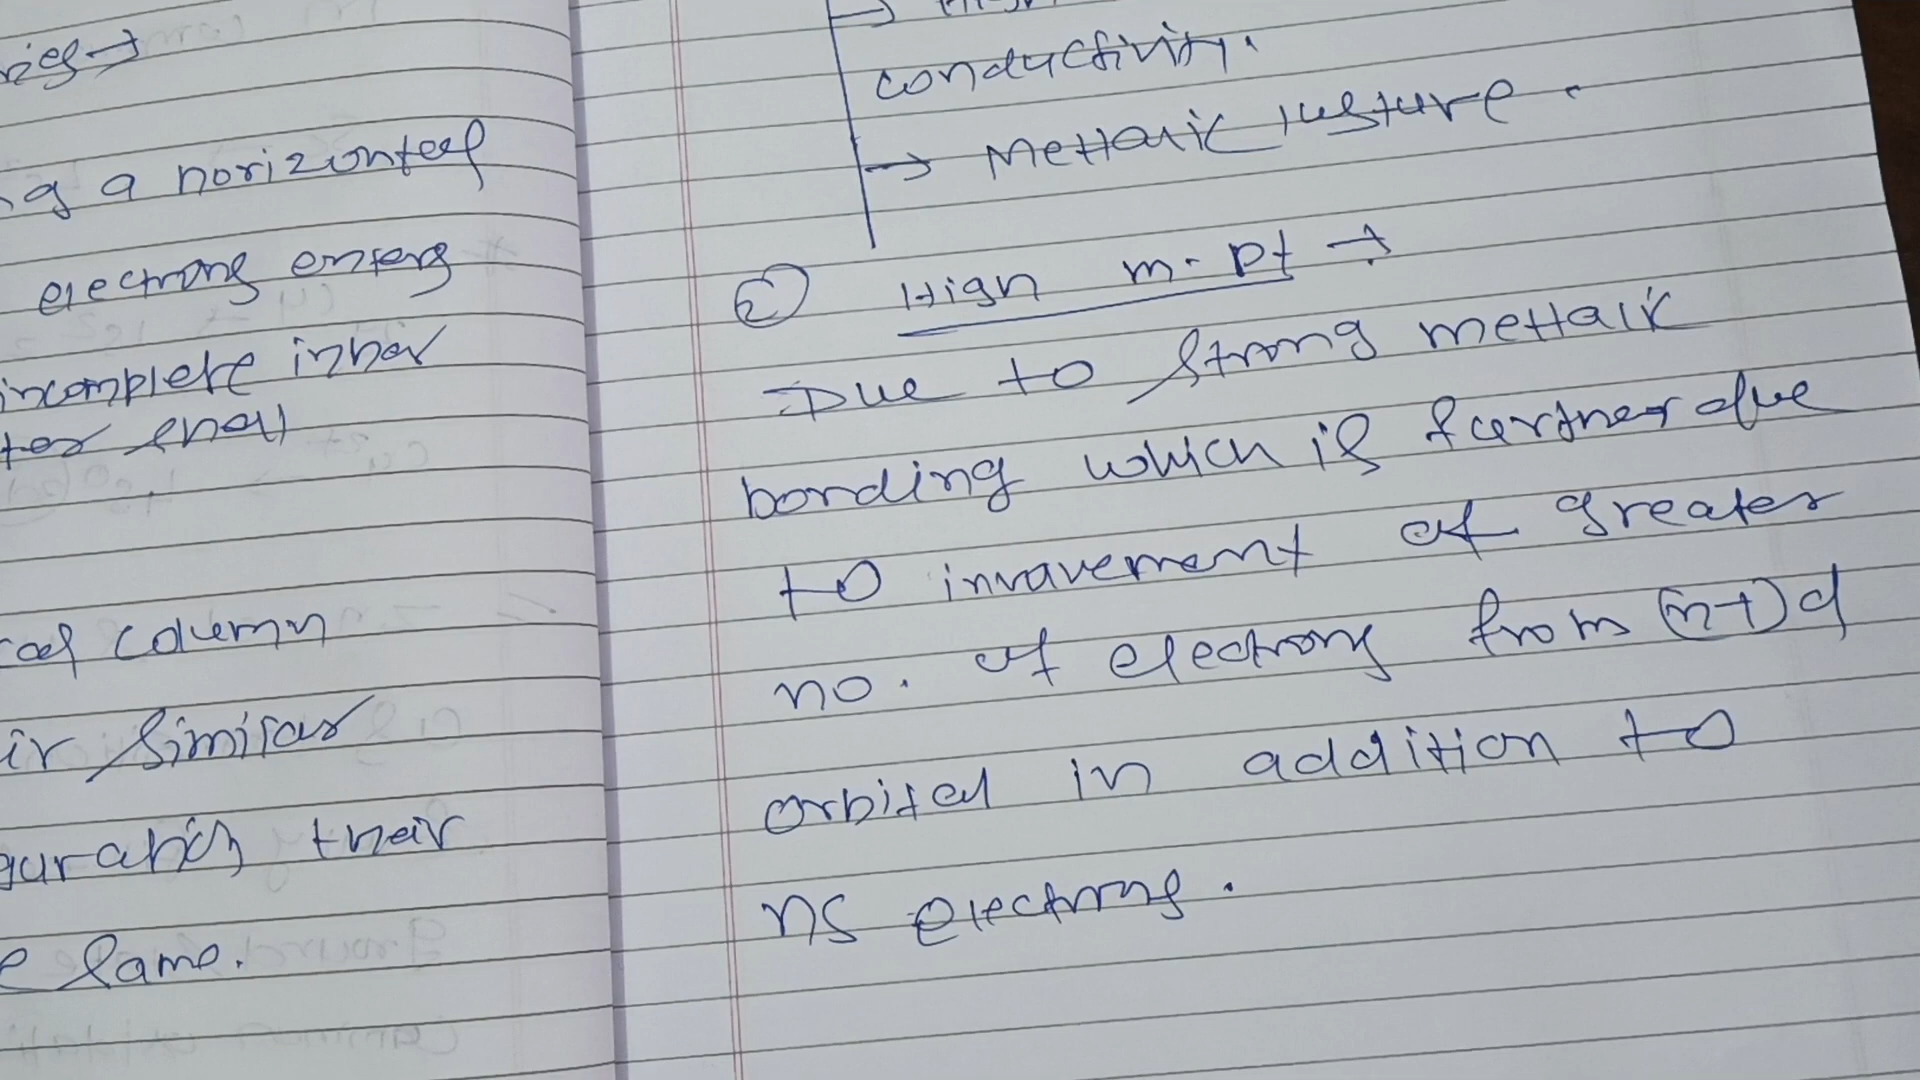 a horizonteel
electrons enters
incomplete inner
shell
column
similar
their
same.
conductivity.
→ Mettalic lusture.
② High m.pt →
Due to strong mettalic
bonding which is further due
to invovement of greater
no. of electrons from (n-1)d
orbital in addition to
ns electrons.